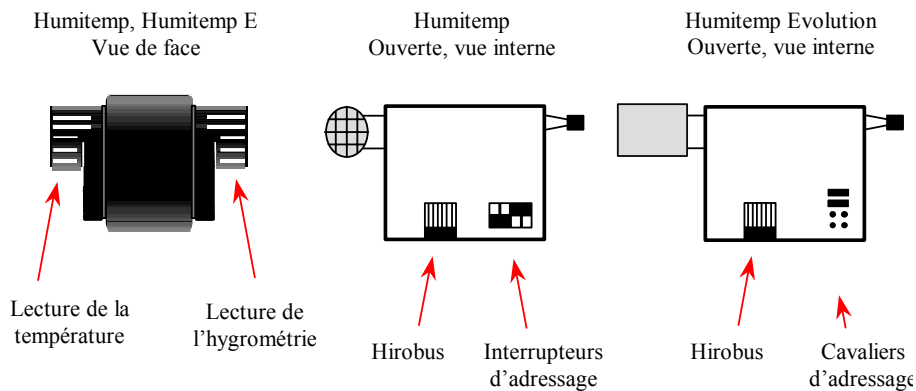 Humitemp, Humitemp E
Vue de face
Humitemp
Ouverte, vue interne
Humitemp Evolution
Ouverte, vue interne
Lecture de la
température
Lecture de
l’hygrométrie
Hirobus
Interrupteurs
d’adressage
Hirobus
Cavaliers
d’adressage